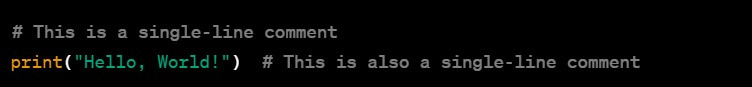 # This is a single-line comment
print("Hello, World!")  # This is also a single-line comment